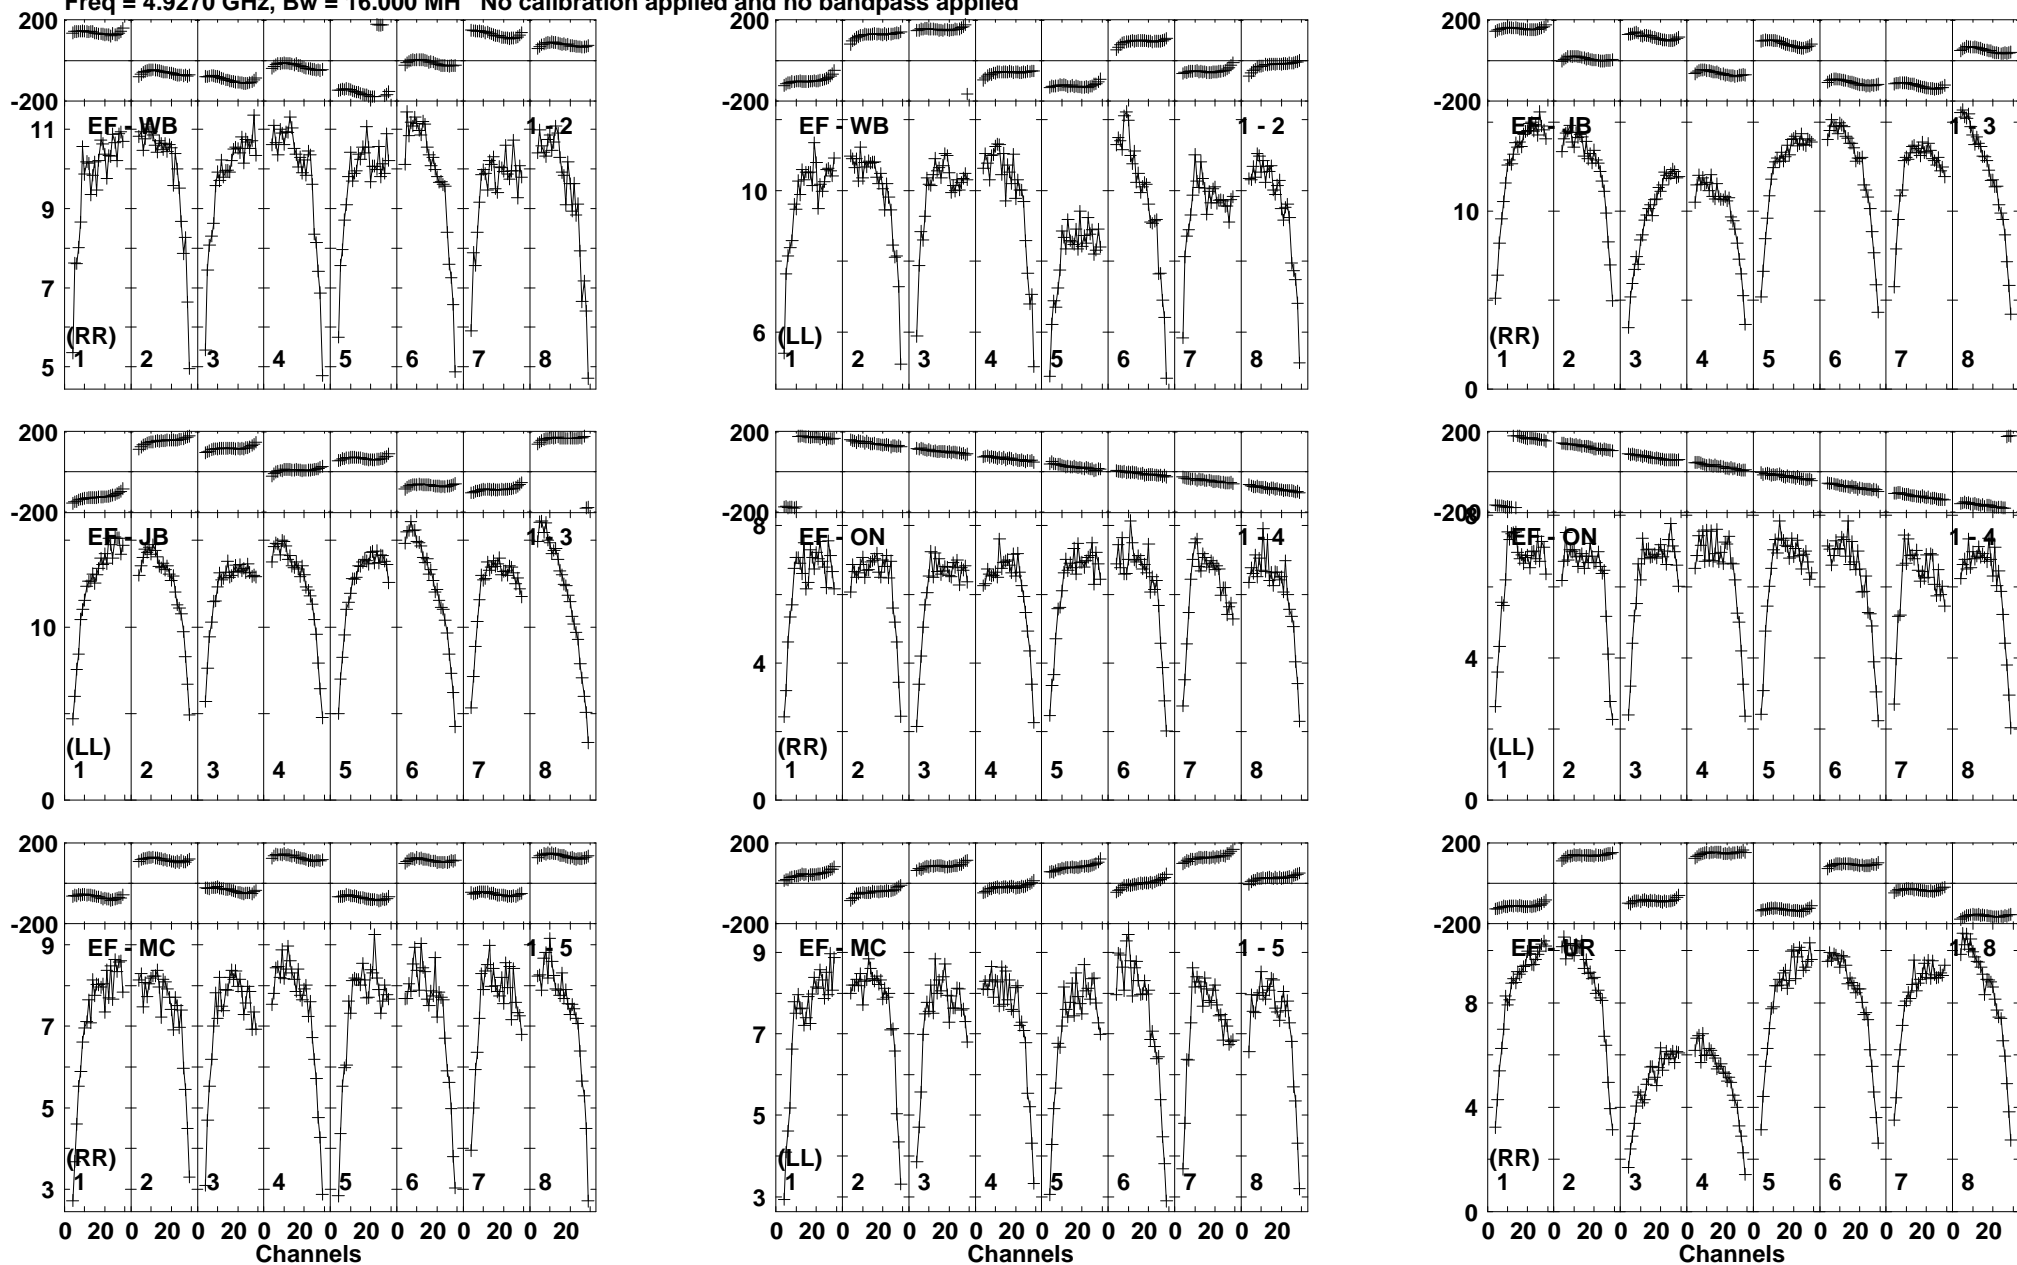 Freq = 4.9270 GHz, Bw = 16.000 MH No calibration applied and no bandpass applied
200 200 200
-200 -200 -200
EF - WB 1 - 2 EF - WB 1 - 2 EF - JB 1 - 3
11
9
7
5
10
6
10
0
(RR) (LL) (RR)
1 2 3 4 5 6 7 8 1 2 3 4 5 6 7 8 1 2 3 4 5 6 7 8
200 200 200
-200 -200 -200
EF - JB 1 - 3 EF - ON 1 - 4 EF - ON 1 - 4
10
0
8
4
0
8
4
0
(LL) (RR) (LL)
1 2 3 4 5 6 7 8 1 2 3 4 5 6 7 8 1 2 3 4 5 6 7 8
200 200 200
-200 -200 -200
EF - MC 1 - 5 EF - MC 1 - 5 EF - UR 1 - 8
9
7
5
3
9
7
5
3
8
4
0
(RR) (LL) (RR)
1 2 3 4 5 6 7 8 1 2 3 4 5 6 7 8 1 2 3 4 5 6 7 8
0 20 0 20 0 20 0 20 0 20 0 20 0 20 0 20 0 20 0 20 0 20 0 20 0 20 0 20 0 20 0 20 0 20 0 20 0 20 0 20 0 20 0 20 0 20 0 20
Channels Channels Channels